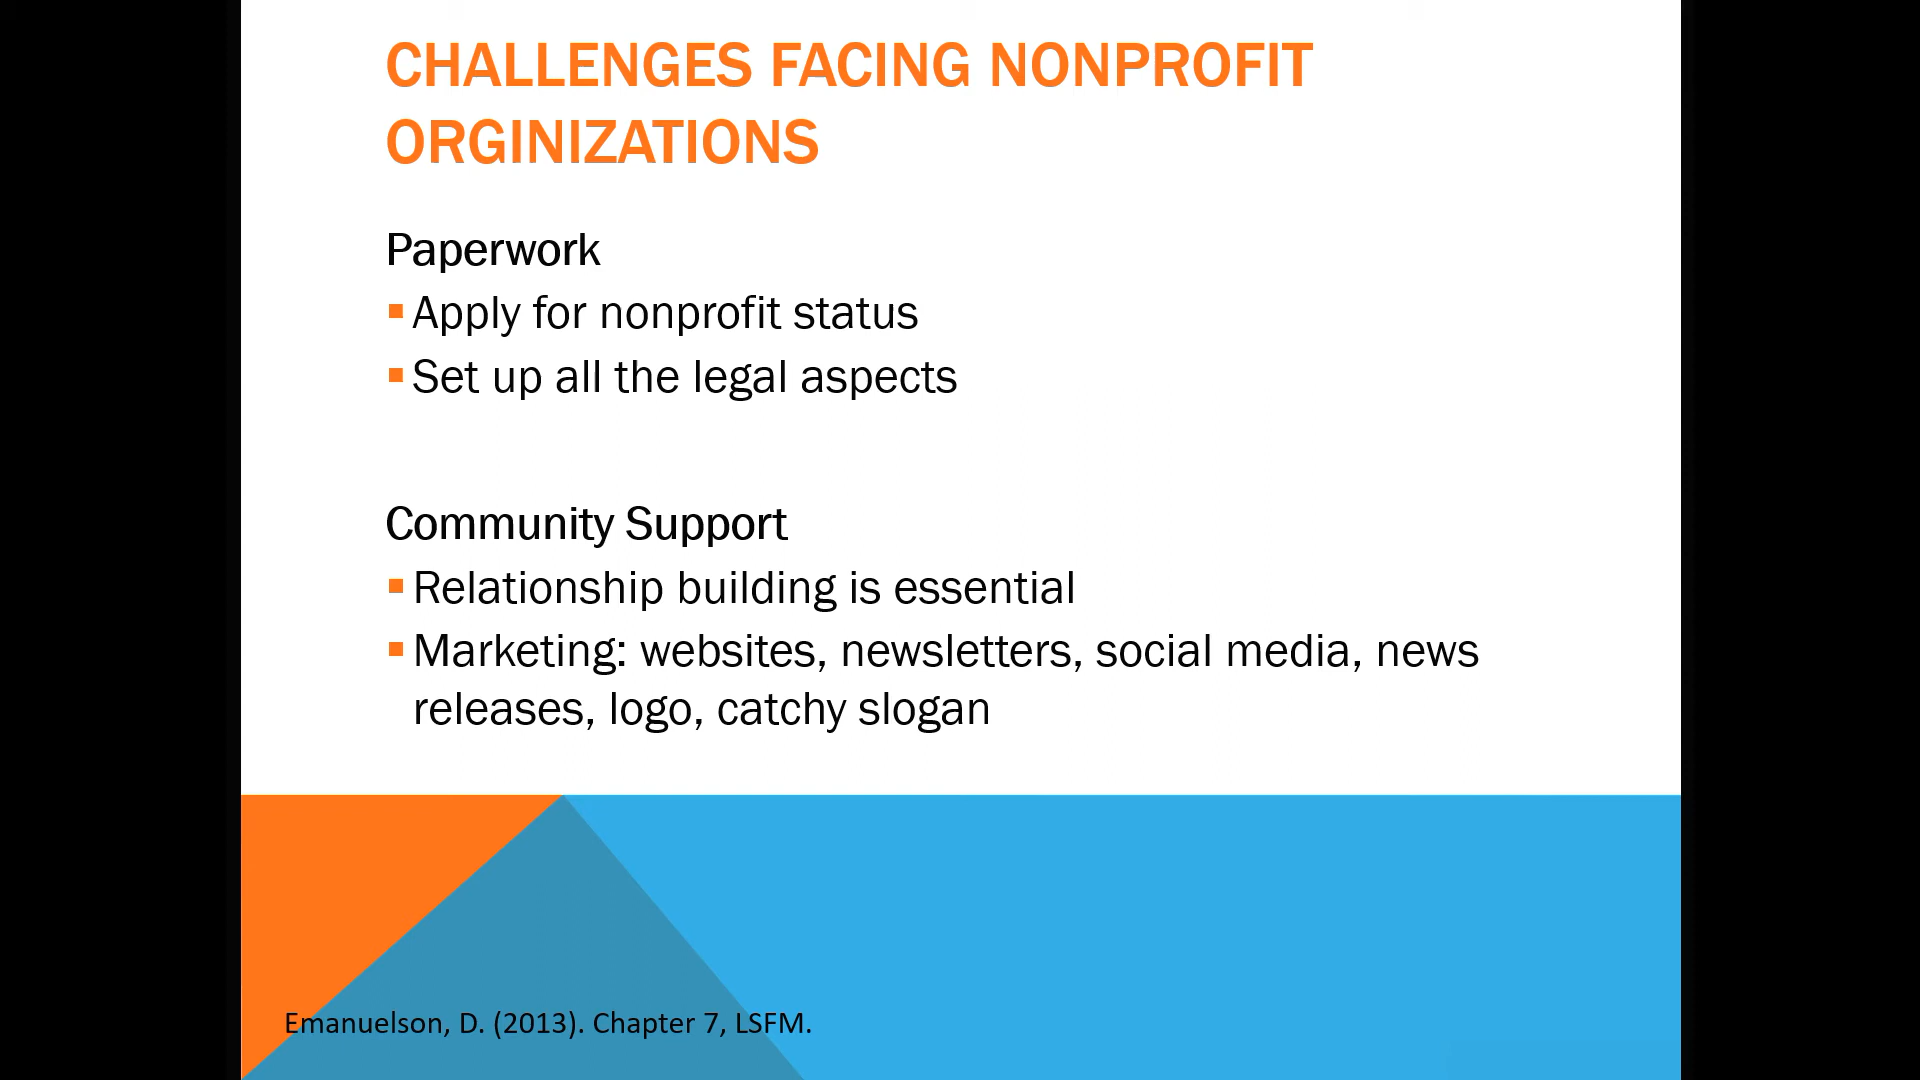 CHALLENGES FACING NONPROFIT
ORGINIZATIONS
Paperwork
Apply for nonprofit status
Set up all the legal aspects
Community Support
Relationship building is essential
Marketing: websites, newsletters, social media, news
releases, logo, catchy slogan
Emanuelson, D. (2013). Chapter 7, LSFM.